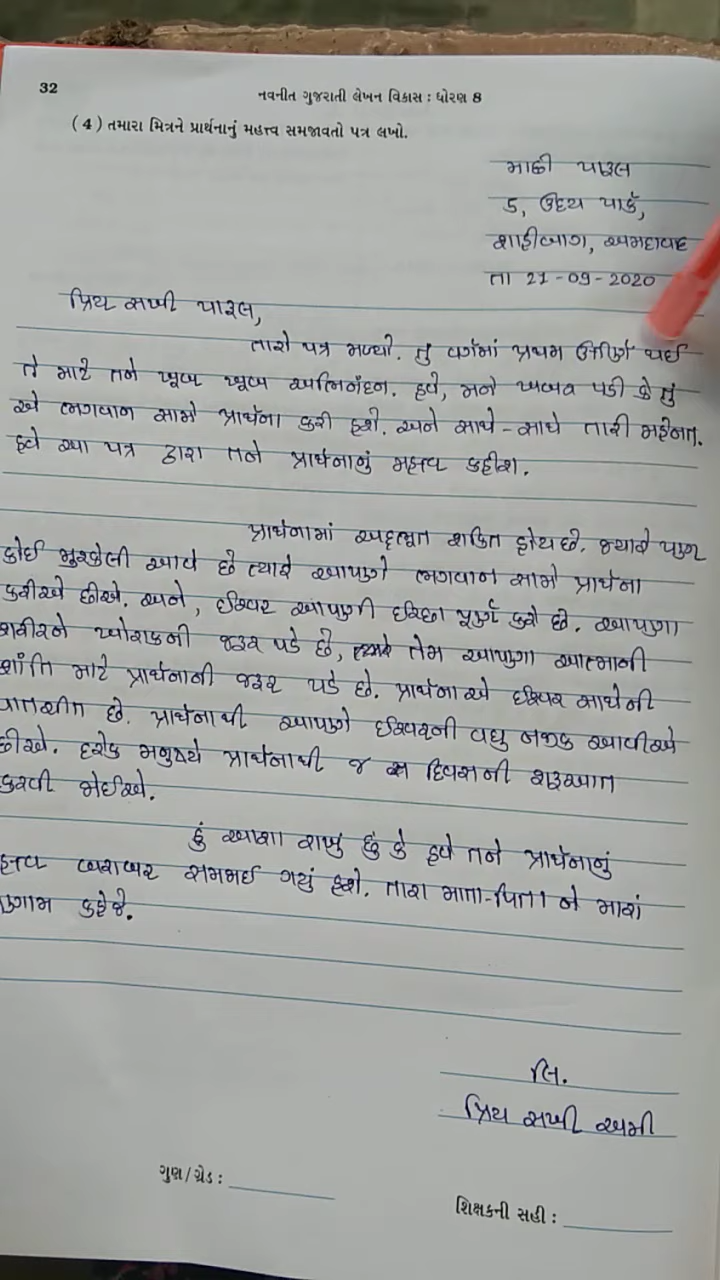 32
નવનીત ગુજરાતી લેખન વિકાસ : ધોરણ 8
(4) તમારા મિત્રને પ્રાર્થનાનું મહત્ત્વ સમજાવતો પત્ર લખો.
માછી પારૂલ
ડ, ઉદય પાર્ક,
શાહીબાગ, અમદાવાદ
તા 21-09-2020
પ્રિય સખી પારૂલ,
તારો પત્ર મળ્યો. તું વર્ગમાં પ્રથમ ઉત્તીર્ણ થઈ
તે માટે તને ખૂબ ખૂબ અભિનંદન. હવે, મને ખબર પડી કે તું
એ ભગવાન સામે પ્રાર્થના કરી હશે. અને સાથે-સાથે તારી મહેનત.
હવે આ પત્ર દ્વારા તને પ્રાર્થનાનું મહત્ત્વ કહીશ.
પ્રાર્થનામાં અદ્દભૂત શક્તિ હોય છે. જ્યારે પણ
કોઈ મુશ્કેલી આવે છે ત્યારે આપણે ભગવાન સામે પ્રાર્થના
કરીએ છીએ. અને, ઈશ્વર આપણી ઈચ્છા પૂર્ણ કરે છે. આપણા
શરીરને ખોરાકની જરૂર પડે છે, તેમ આપણા આત્માની
શાંતિ માટે પ્રાર્થનાની જરૂર પડે છે. પ્રાર્થના એ ઈશ્વર સાથેની
વાતચીત છે. પ્રાર્થનાથી આપણે ઈશ્વરની વધુ નજીક આવીએ
છીએ. દરેક મનુષ્યે પ્રાર્થનાથી જ દિવસની શરૂઆત
કરવી જોઈએ.
હું આશા રાખું છું કે હવે તને પ્રાર્થનાનું
હત્ત્વ બરાબર સમજાઈ ગયું હશે. તારા માતા-પિતા ને મારાં
પ્રણામ કહેજે.
લિ.
પ્રિય સખી અમી
ગુણ/ગ્રેડ :
શિક્ષકની સહી :